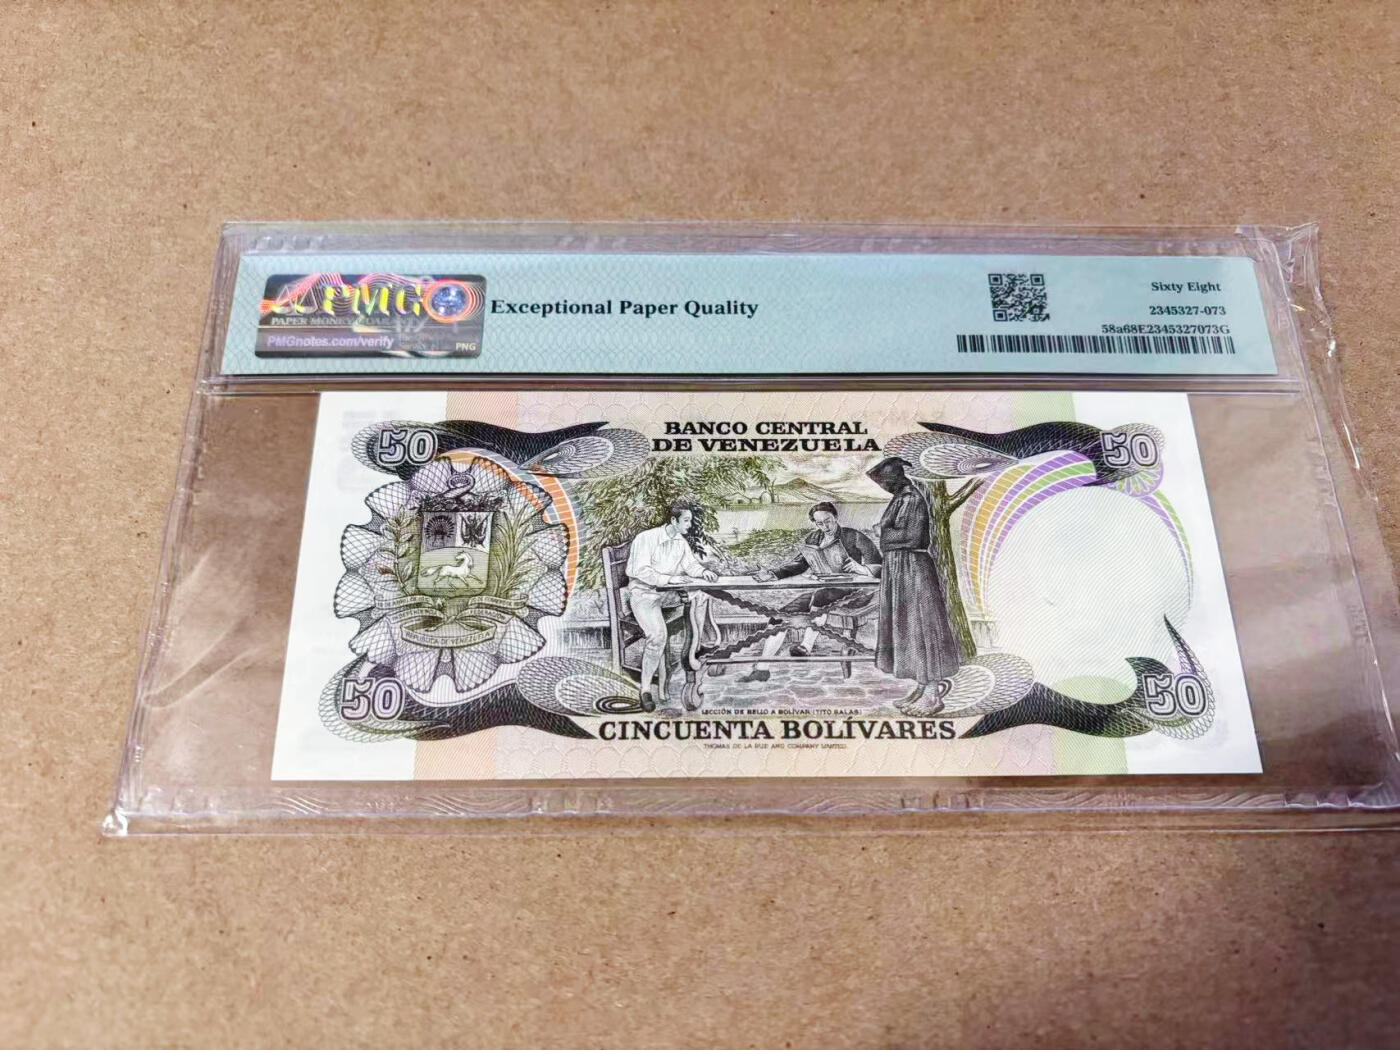 PMG
PAPER MONEY GUARANTY
PMGnotes.com/verify
PNG
Exceptional Paper Quality
Sixty Eight
2345327-073
58a68E2345327073G
BANCO CENTRAL
DE VENEZUELA
50
50
REPUBLICA DE VENEZUELA
50
50
LECCIÓN DE BELLO A BOLIVAR (TITO SALAS)
CINCUENTA BOLÍVARES
THOMAS DE LA RUE AND COMPANY LIMITED